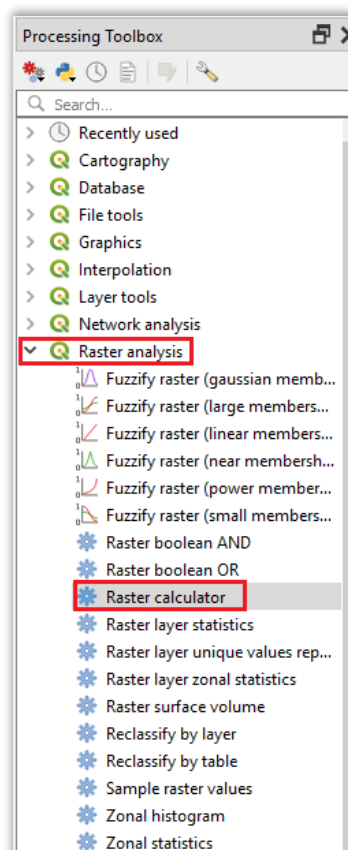 Processing Toolbox
Search...
Recently used
Cartography
Database
File tools
Graphics
Interpolation
Layer tools
Network analysis
Raster analysis
Fuzzify raster (gaussian memb...
Fuzzify raster (large members...
Fuzzify raster (linear members...
Fuzzify raster (near membersh...
Fuzzify raster (power member...
Fuzzify raster (small members...
Raster boolean AND
Raster boolean OR
Raster calculator
Raster layer statistics
Raster layer unique values rep...
Raster layer zonal statistics
Raster surface volume
Reclassify by layer
Reclassify by table
Sample raster values
Zonal histogram
Zonal statistics